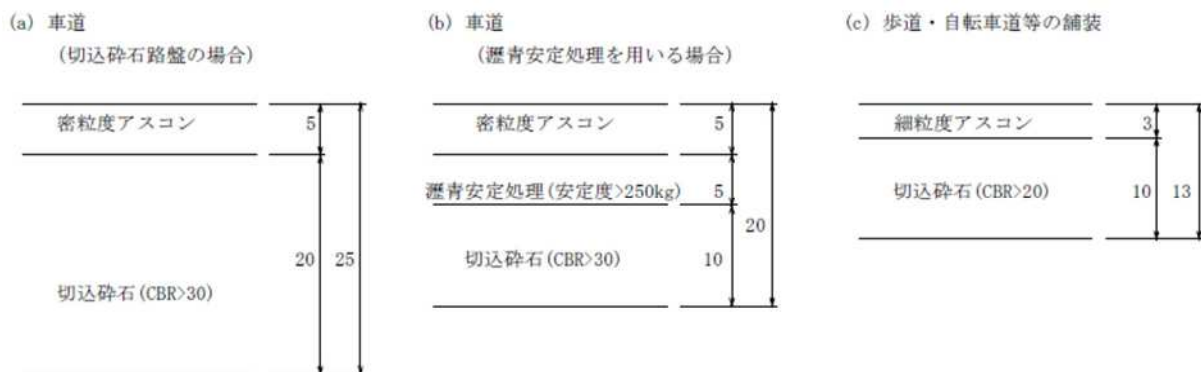 (a) 車道
(切込砕石路盤の場合)
密粒度アスコン 5
切込砕石(CBR>30) 20 25
(b) 車道
(瀝青安定処理を用いる場合)
密粒度アスコン 5
瀝青安定処理(安定度>250kg) 5
20
切込砕石(CBR>30) 10
(c) 歩道・自転車道等の舗装
細粒度アスコン 3
切込砕石(CBR>20) 10 13